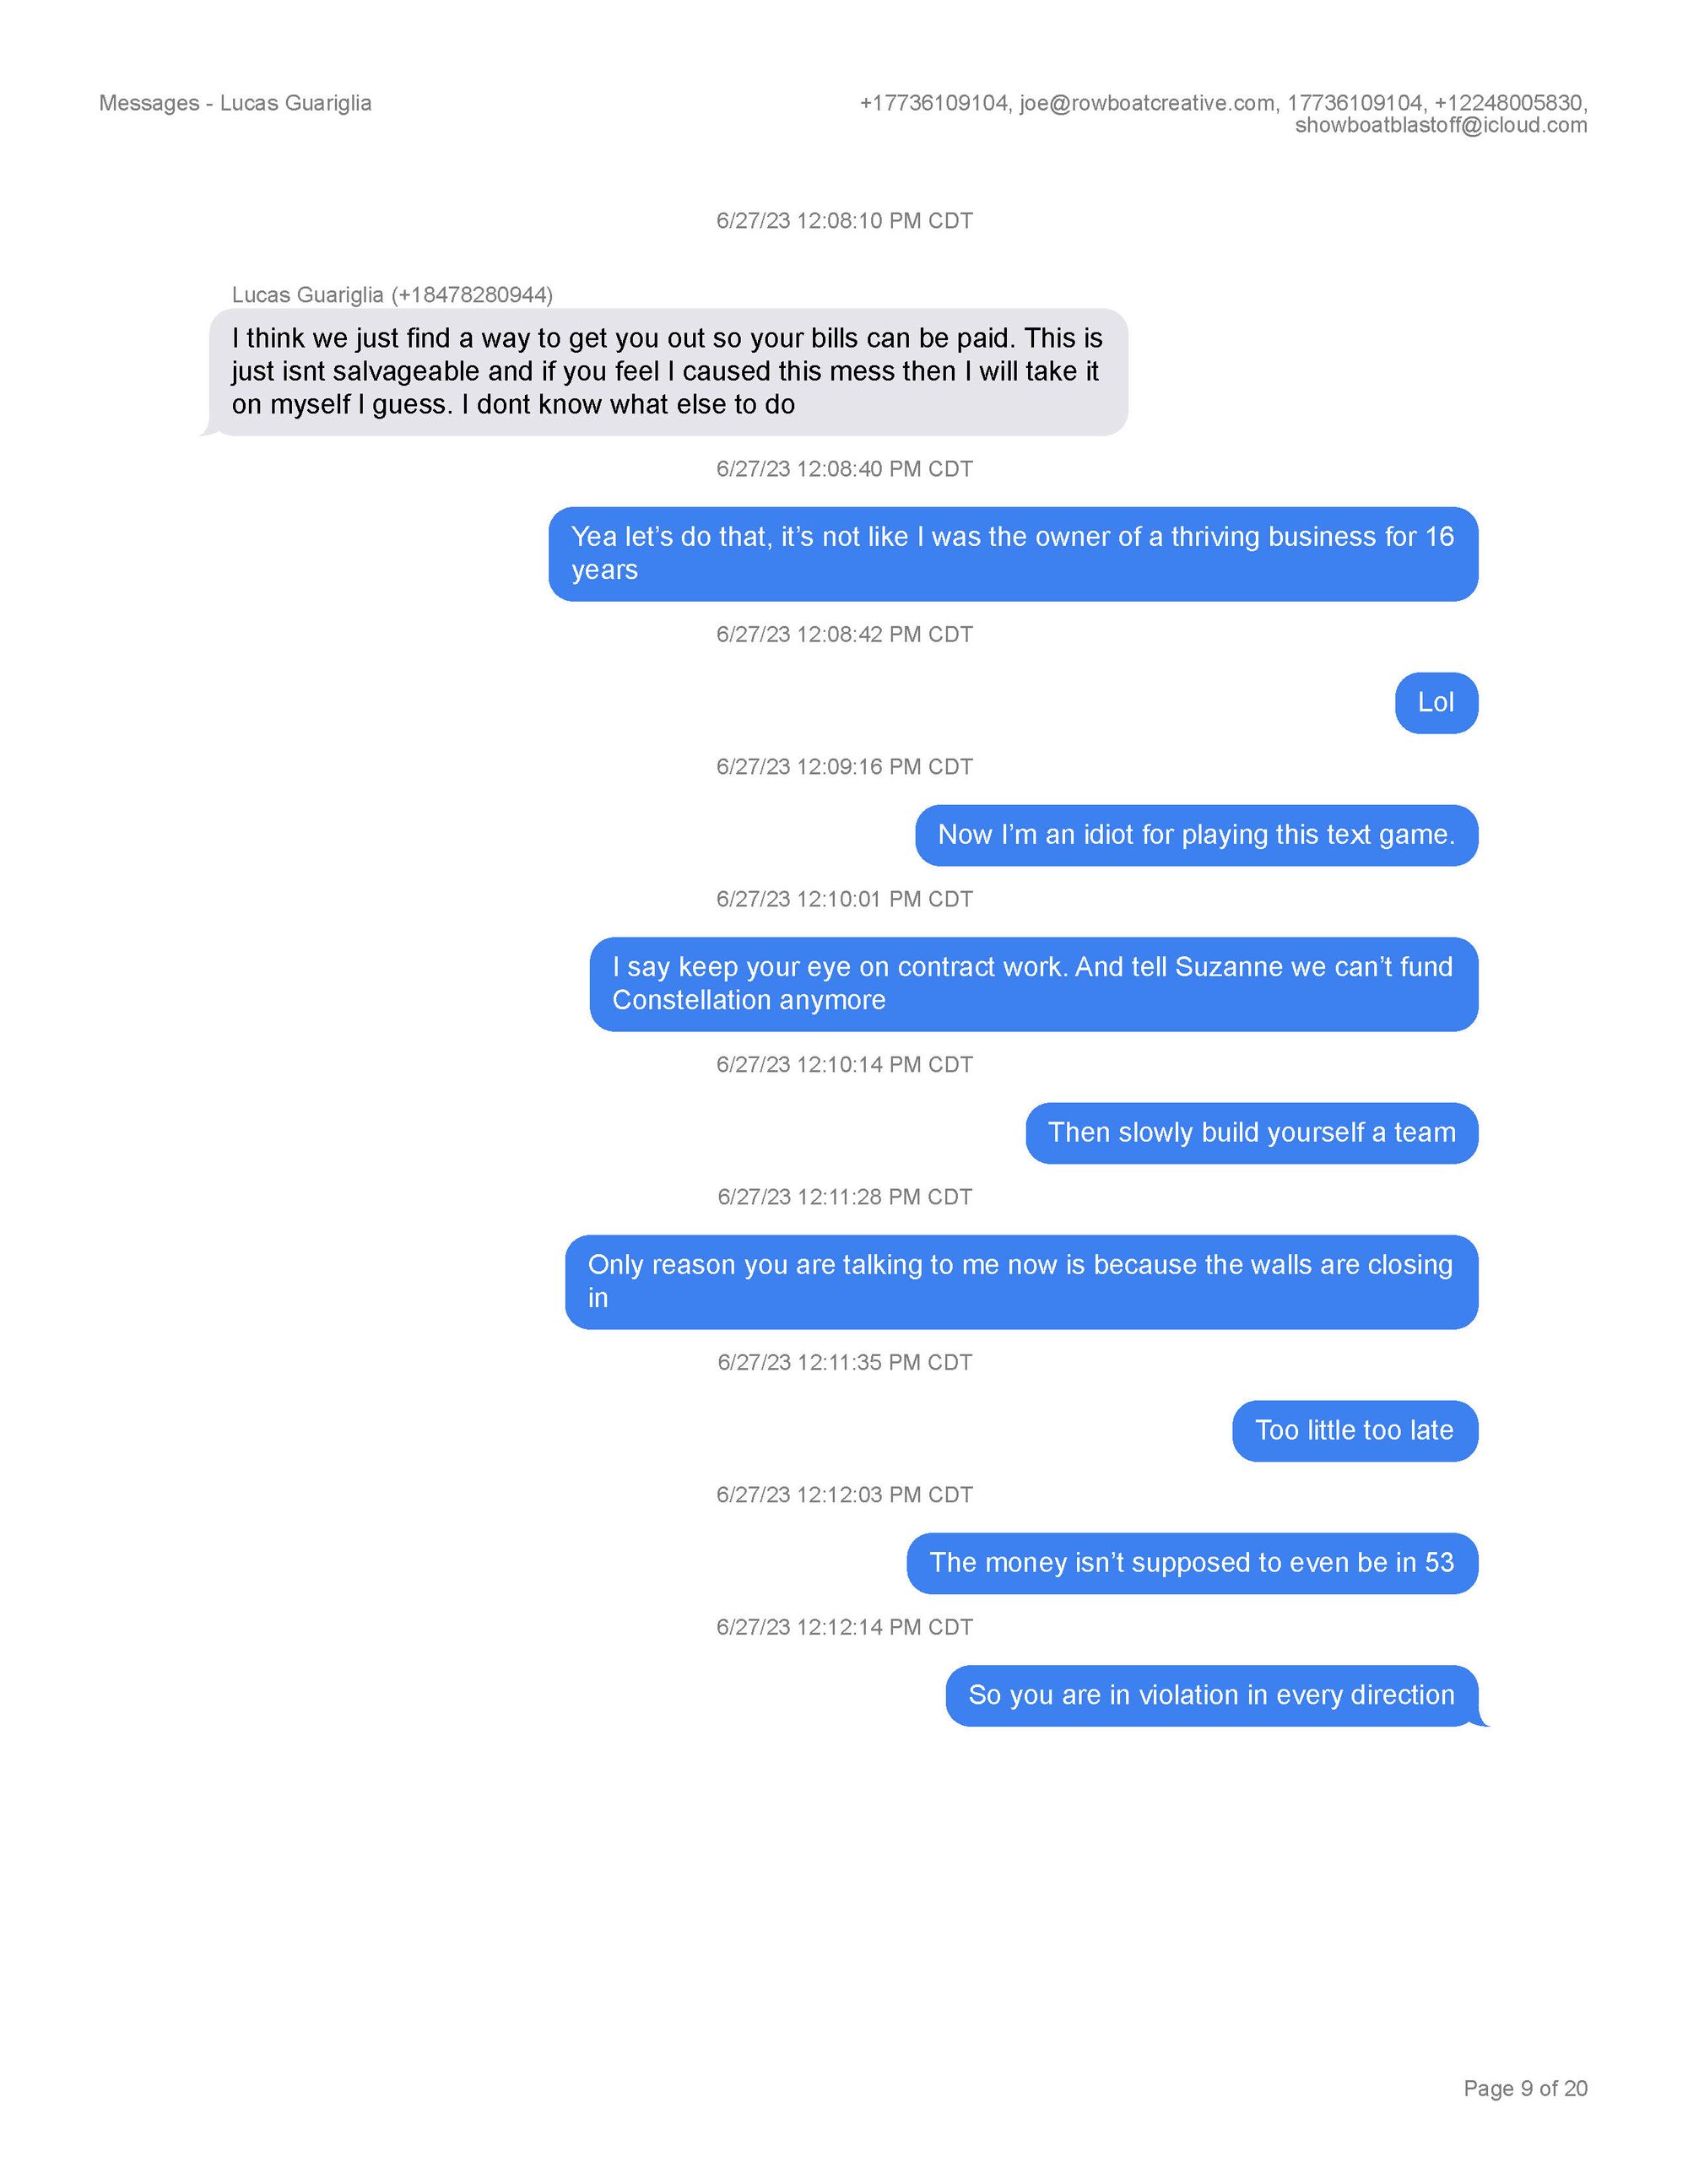 Messages - Lucas Guariglia
+17736109104, joe@rowboatcreative.com, 17736109104, +12248005830,
showboatblastoff@icloud.com
6/27/23 12:08:10 PM CDT
Lucas Guariglia (+18478280944)
I think we just find a way to get you out so your bills can be paid. This is
just isnt salvageable and if you feel I caused this mess then I will take it
on myself I guess. I dont know what else to do
6/27/23 12:08:40 PM CDT
Yea let’s do that, it’s not like I was the owner of a thriving business for 16
years
6/27/23 12:08:42 PM CDT
Lol
6/27/23 12:09:16 PM CDT
Now I’m an idiot for playing this text game.
6/27/23 12:10:01 PM CDT
I say keep your eye on contract work. And tell Suzanne we can’t fund
Constellation anymore
6/27/23 12:10:14 PM CDT
Then slowly build yourself a team
6/27/23 12:11:28 PM CDT
Only reason you are talking to me now is because the walls are closing
in
6/27/23 12:11:35 PM CDT
Too little too late
6/27/23 12:12:03 PM CDT
The money isn’t supposed to even be in 53
6/27/23 12:12:14 PM CDT
So you are in violation in every direction
Page 9 of 20